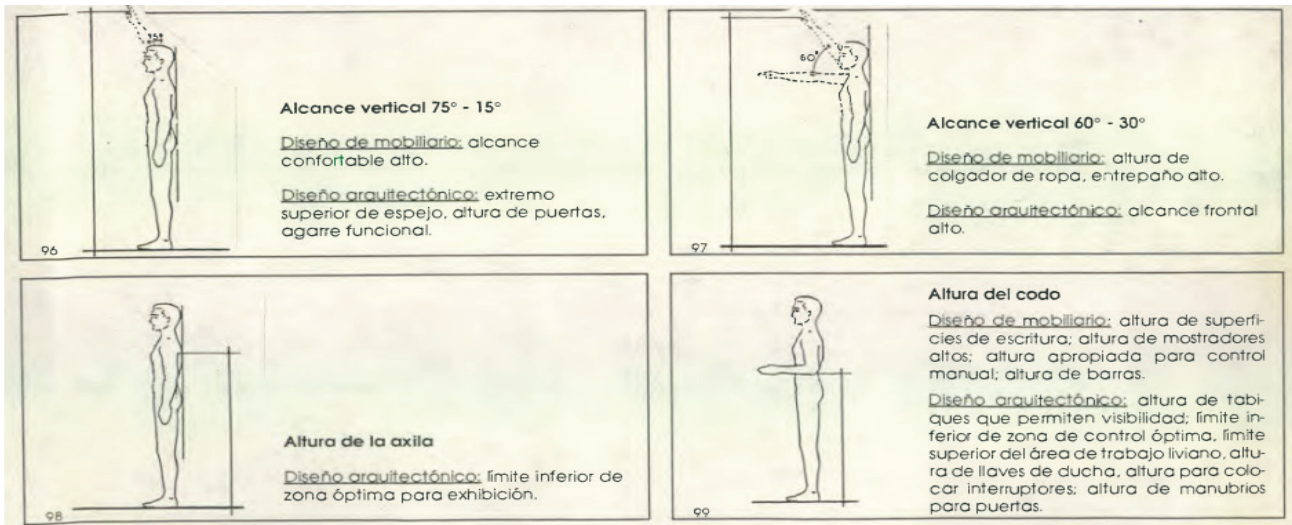 75°
Alcance vertical 75° - 15°
Diseño de mobiliario: alcance
confortable alto.
Diseño arquitectónico: extremo
superior de espejo, altura de puertas,
agarre funcional.
96
60°
Alcance vertical 60° - 30°
Diseño de mobiliario: altura de
colgador de ropa, entrepaño alto.
Diseño arquitectónico: alcance frontal
alto.
97
Altura de la axila
Diseño arquitectónico: límite inferior de
zona óptima para exhibición.
98
Altura del codo
Diseño de mobiliario: altura de superfi-
cies de escritura; altura de mostradores
altos; altura apropiada para control
manual; altura de barras.
Diseño arquitectónico: altura de tabi-
ques que permiten visibilidad; límite in-
ferior de zona de control óptima, límite
superior del área de trabajo liviano, altu-
ra de llaves de ducha, altura para colo-
car interruptores; altura de manubrios
para puertas.
99